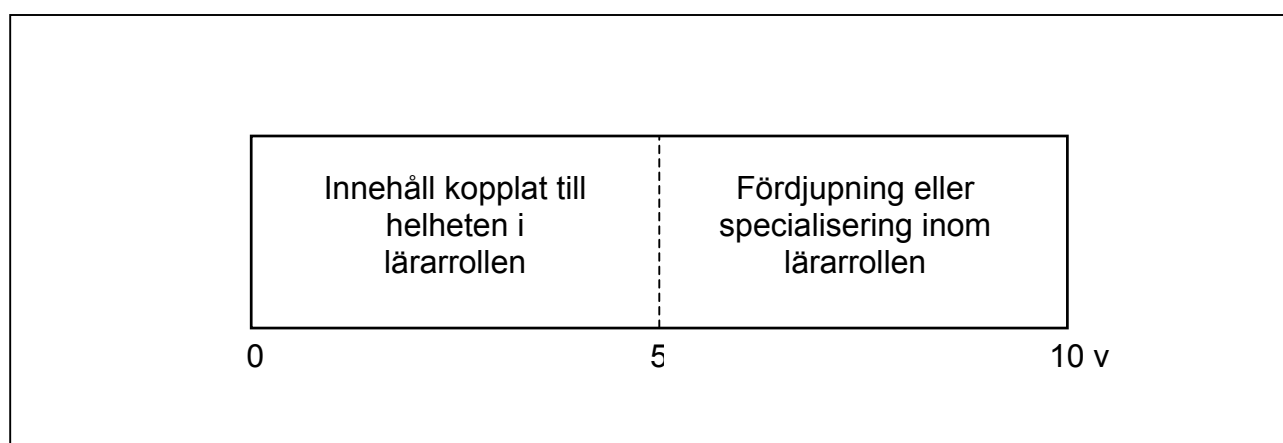 Innehåll kopplat till
helheten i
lärarrollen
Fördjupning eller
specialisering inom
lärarrollen
0
5
10 v